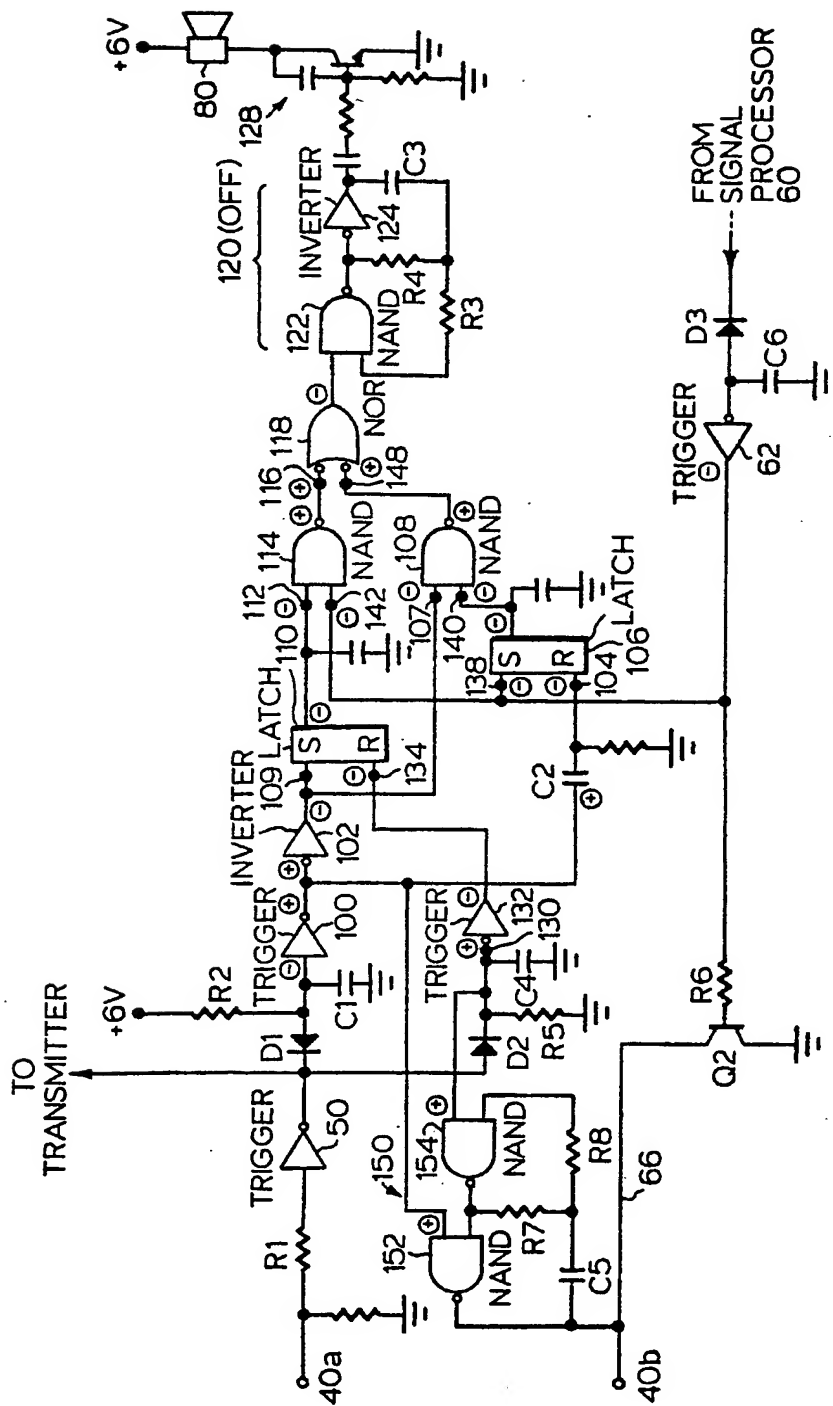 TO
TRANSMITTER
+6V
R2
TRIGGER
50
R1
40a
D1
C1
TRIGGER
100
INVERTER
102
109
LATCH
S
R
110
112
134
114
NAND
116
118
NOR
142
148
122
NAND
120 (OFF)
INVERTER
124
R4
R3
C3
128
80
+6V
107
108
NAND
140
138
S
R
LATCH
104
106
C2
TRIGGER
132
130
C4
R5
D2
150
152
NAND
154
NAND
R7
R8
C5
40b
66
Q2
R6
TRIGGER
62
C6
D3
FROM
SIGNAL
PROCESSOR
60